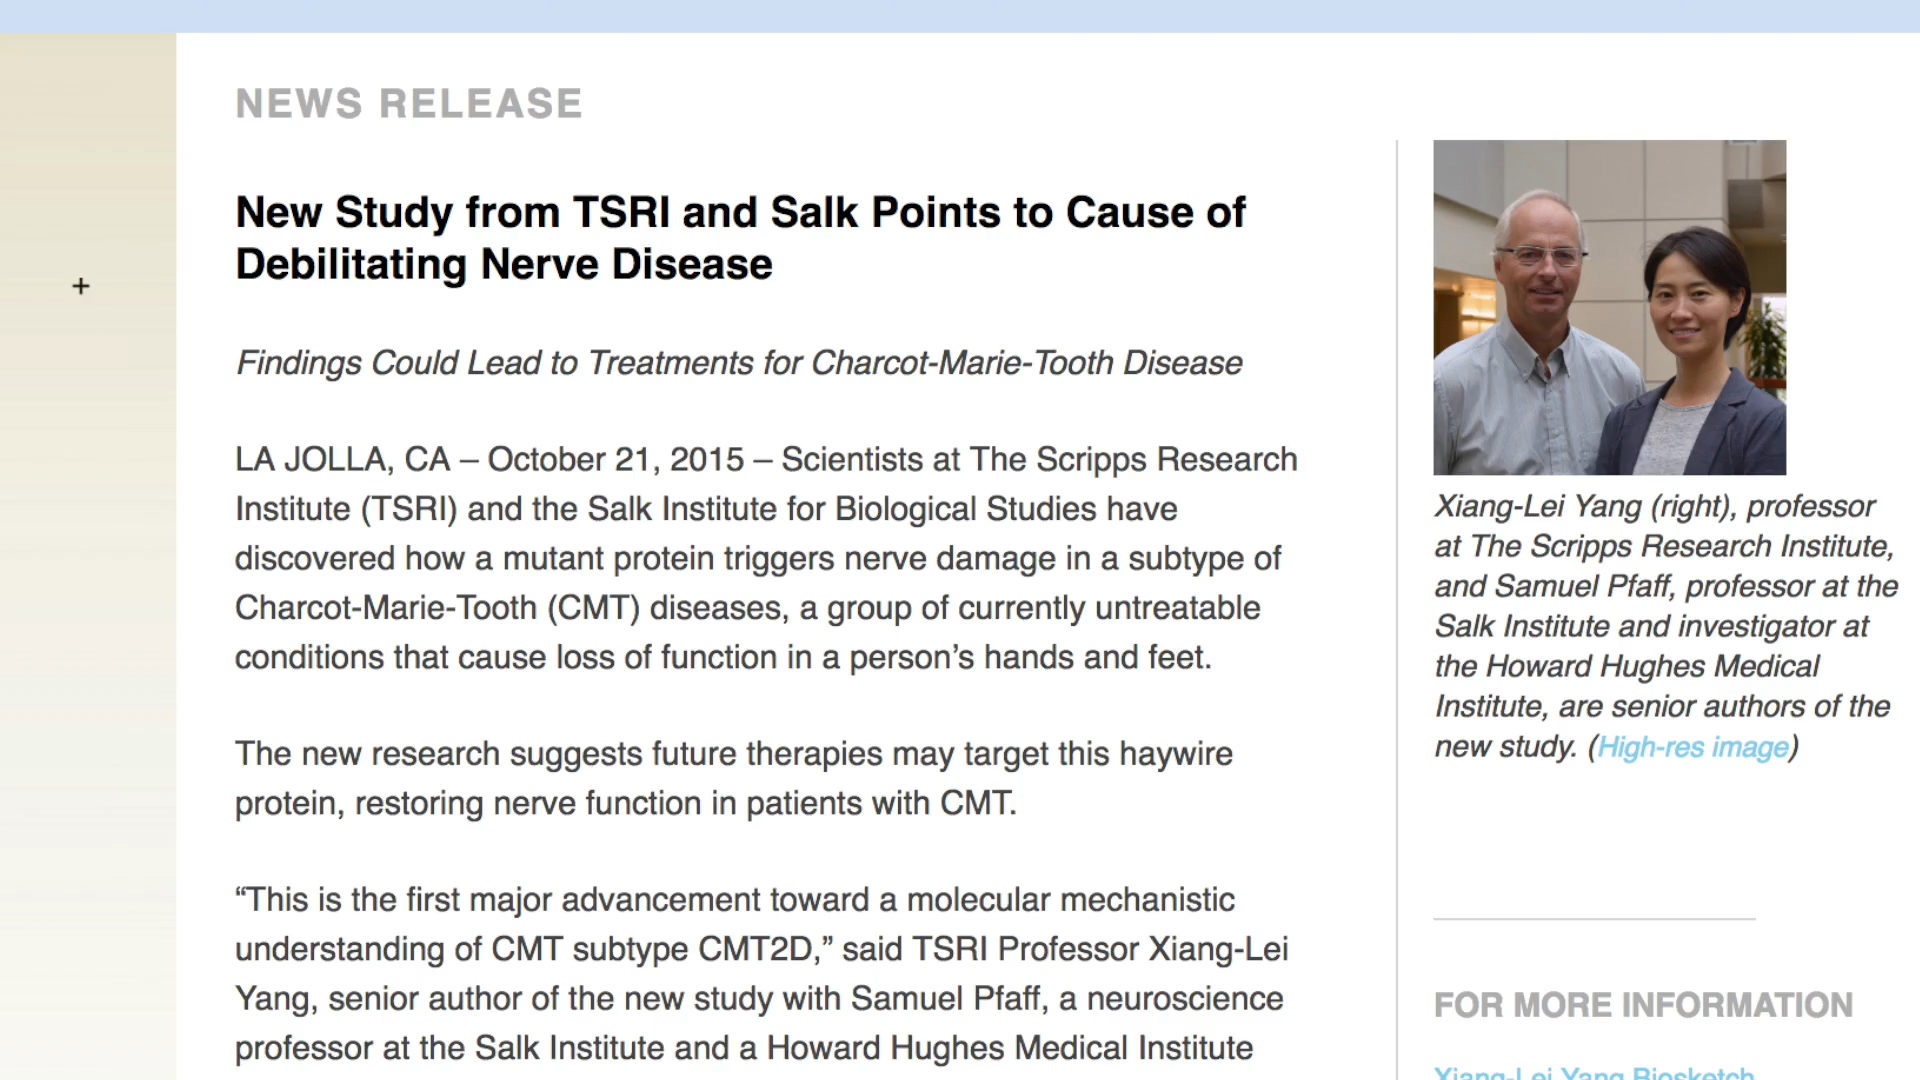 NEWS RELEASE
New Study from TSRI and Salk Points to Cause of
Debilitating Nerve Disease
Findings Could Lead to Treatments for Charcot-Marie-Tooth Disease
LA JOLLA, CA – October 21, 2015 – Scientists at The Scripps Research
Institute (TSRI) and the Salk Institute for Biological Studies have
discovered how a mutant protein triggers nerve damage in a subtype of
Charcot-Marie-Tooth (CMT) diseases, a group of currently untreatable
conditions that cause loss of function in a person’s hands and feet.
The new research suggests future therapies may target this haywire
protein, restoring nerve function in patients with CMT.
“This is the first major advancement toward a molecular mechanistic
understanding of CMT subtype CMT2D,” said TSRI Professor Xiang-Lei
Yang, senior author of the new study with Samuel Pfaff, a neuroscience
professor at the Salk Institute and a Howard Hughes Medical Institute
Xiang-Lei Yang (right), professor
at The Scripps Research Institute,
and Samuel Pfaff, professor at the
Salk Institute and investigator at
the Howard Hughes Medical
Institute, are senior authors of the
new study. (High-res image)
FOR MORE INFORMATION
Xiang-Lei Yang Biosketch